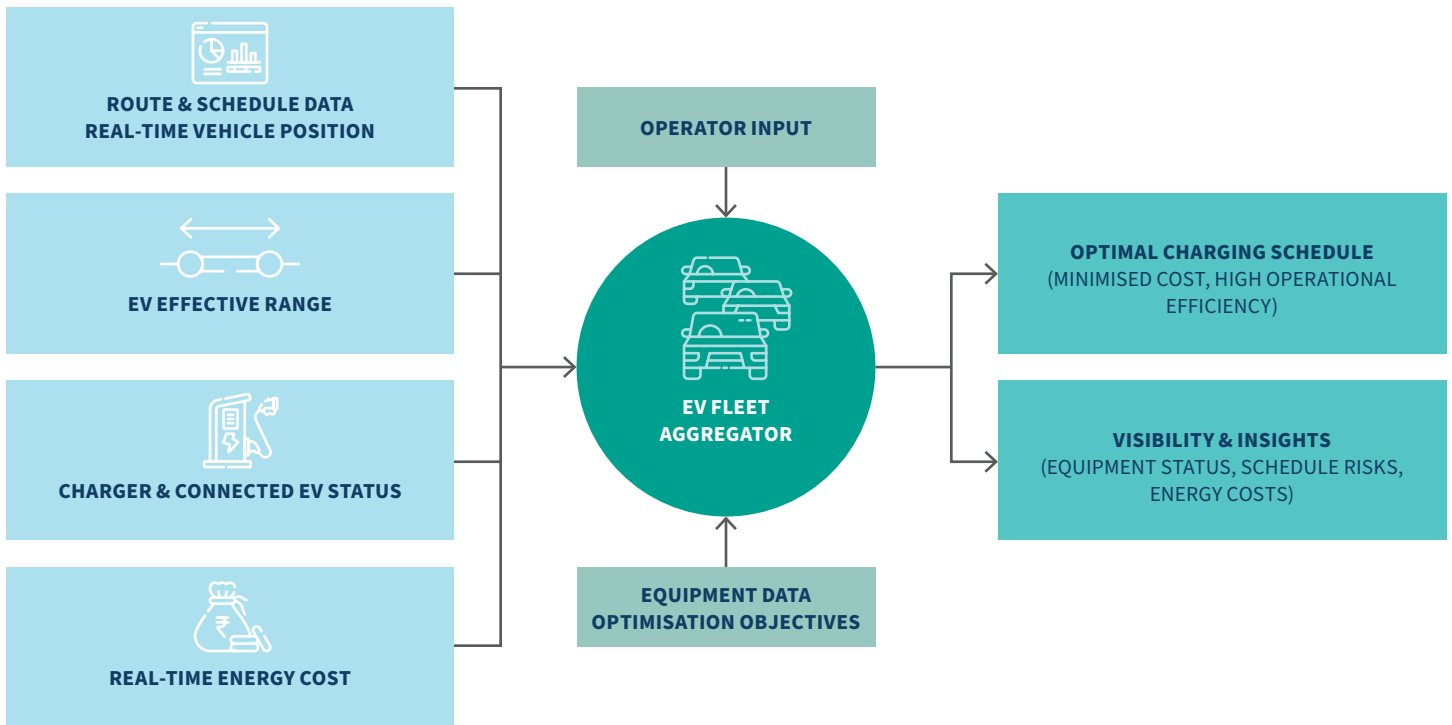 ROUTE & SCHEDULE DATA
REAL-TIME VEHICLE POSITION
EV EFFECTIVE RANGE
CHARGER & CONNECTED EV STATUS
₹
REAL-TIME ENERGY COST
OPERATOR INPUT
EV FLEET
AGGREGATOR
EQUIPMENT DATA
OPTIMISATION OBJECTIVES
OPTIMAL CHARGING SCHEDULE
(MINIMISED COST, HIGH OPERATIONAL
EFFICIENCY)
VISIBILITY & INSIGHTS
(EQUIPMENT STATUS, SCHEDULE RISKS,
ENERGY COSTS)